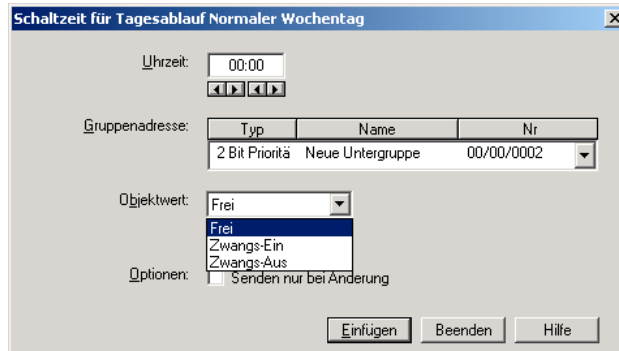 Schaltzeit für Tagesablauf Normaler Wochentag
Uhrzeit: 00:00
Gruppenadresse: Typ Name Nr
2 Bit Prioritä Neue Untergruppe 00/00/0002
Objektwert: Frei
Frei
Zwangs-Ein
Zwangs-Aus
Optionen: Senden nur bei Änderung
Einfügen Beenden Hilfe